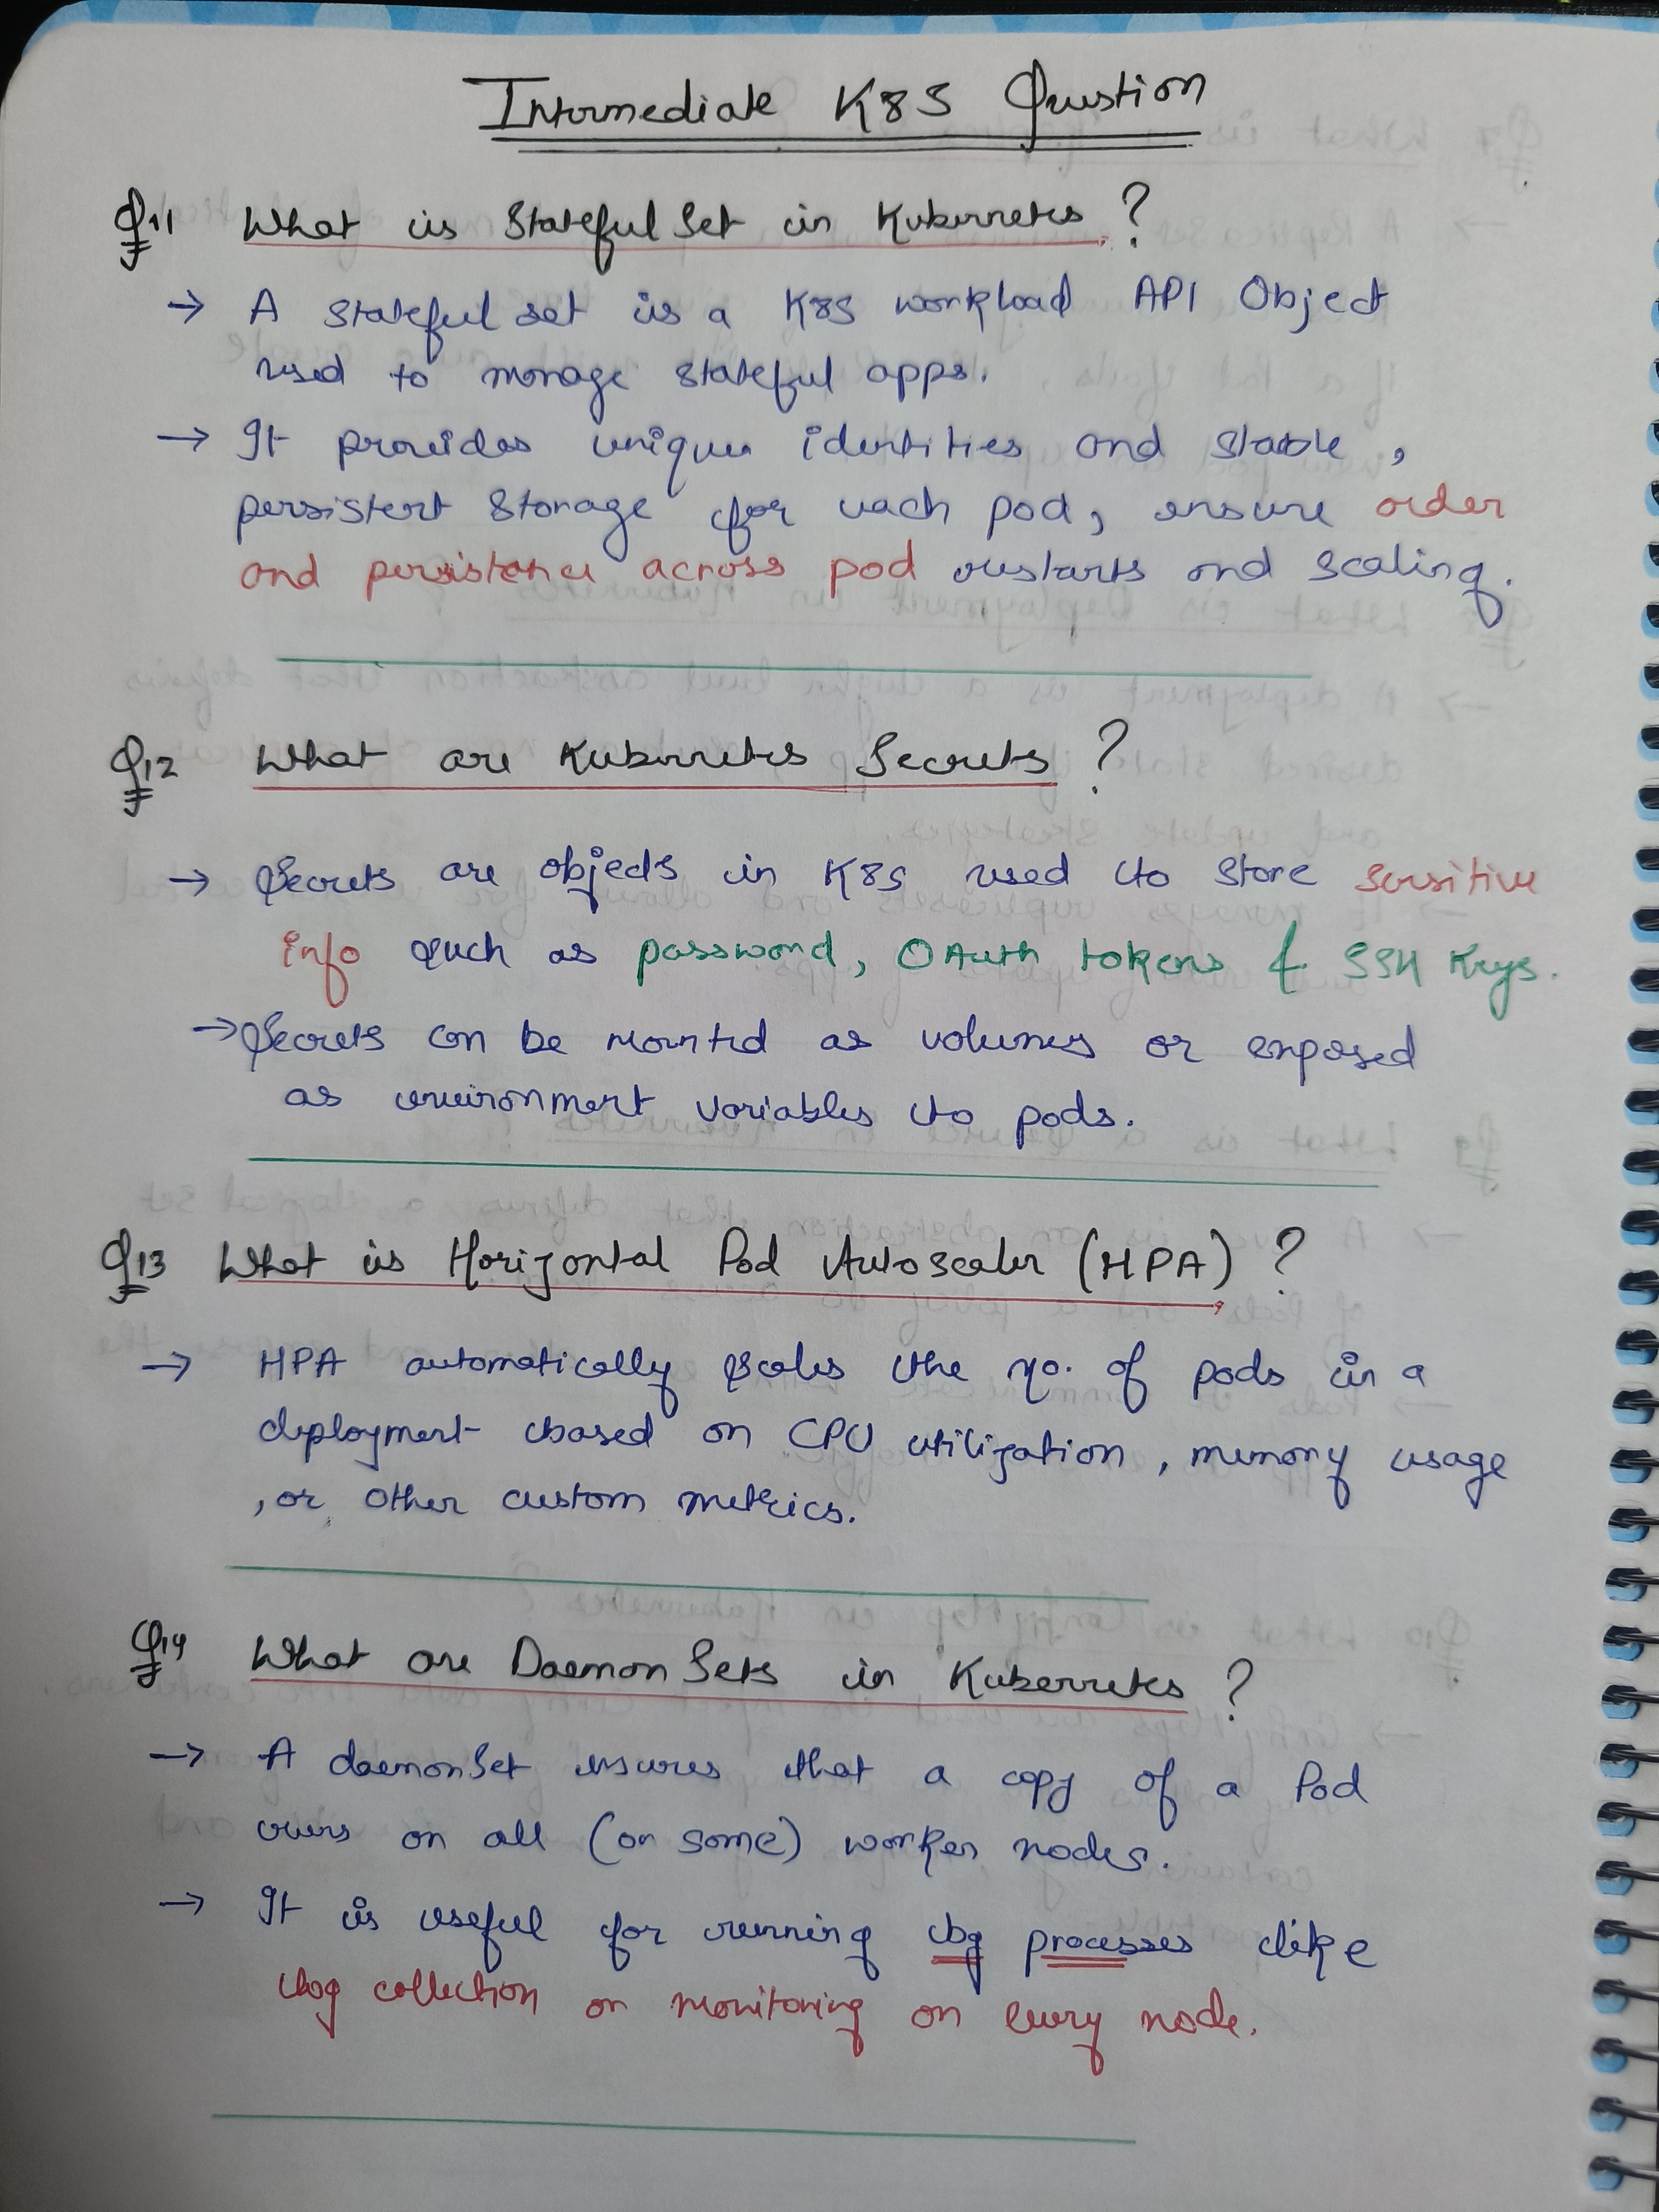 Intermediate K8S Question
Q11 What is StatefulSet in Kubernetes ?
→ A Stateful set is a K8S workload API Object
used to manage stateful apps.
→ It provides unique identities and stable ,
persistent storage for each pod, ensure order
and persistence across pod restarts and scaling.
Q12 What are Kubernetes Secrets ?
→ Secrets are objects in K8S used to store sensitive
info such as password, OAuth tokens & SSH Keys.
→ Secrets can be mounted as volumes or exposed
as environment variables to pods.
Q13 What is Horizontal Pod Autoscaler (HPA) ?
→ HPA automatically scales the no. of pods in a
deployment based on CPU utilization , memory usage
, or other custom metrics.
Q14 What are Daemon Sets in Kubernetes ?
→ A daemonSet ensures that a copy of a Pod
runs on all (or some) worker nodes.
→ It is useful for running bg processes like
log collection or monitoring on every node.